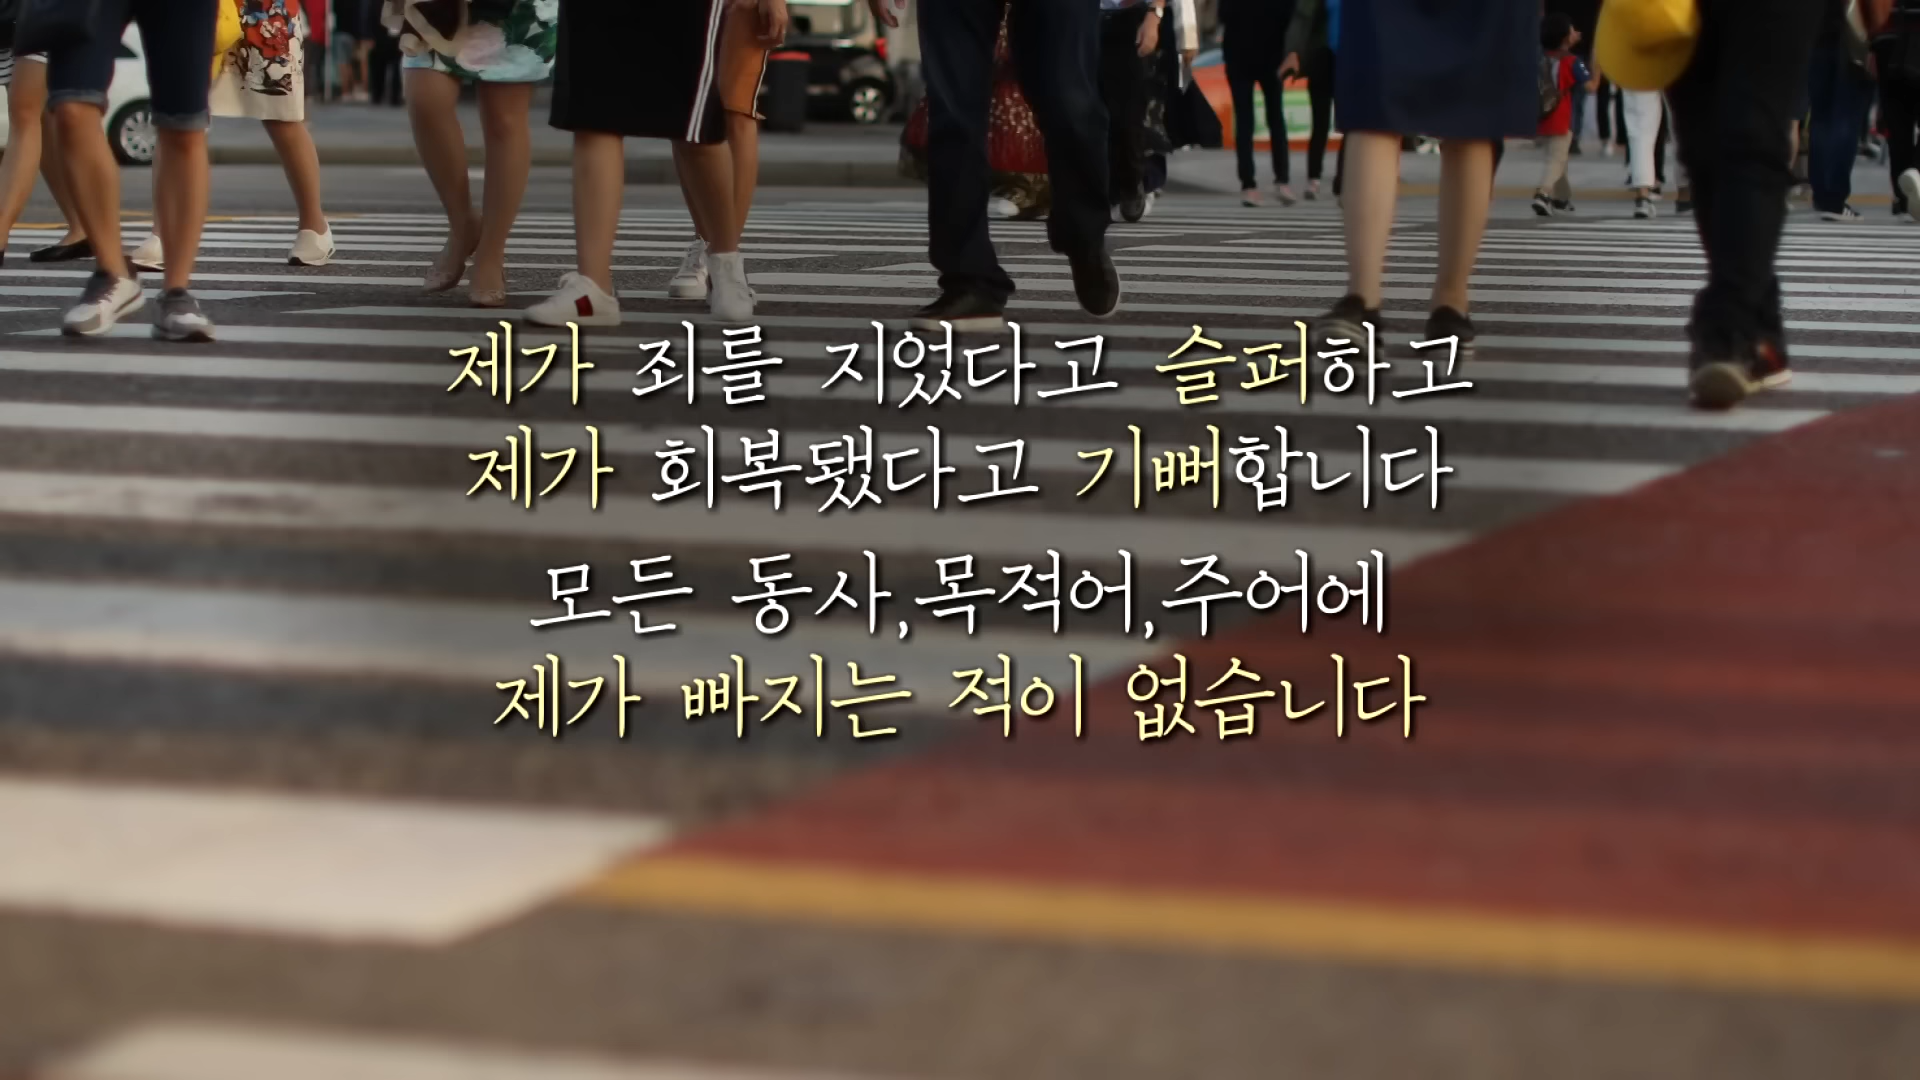 제가 죄를 지었다고 슬퍼하고
제가 회복됐다고 기뻐합니다
모든 동사,목적어,주어에
제가 빠지는 적이 없습니다